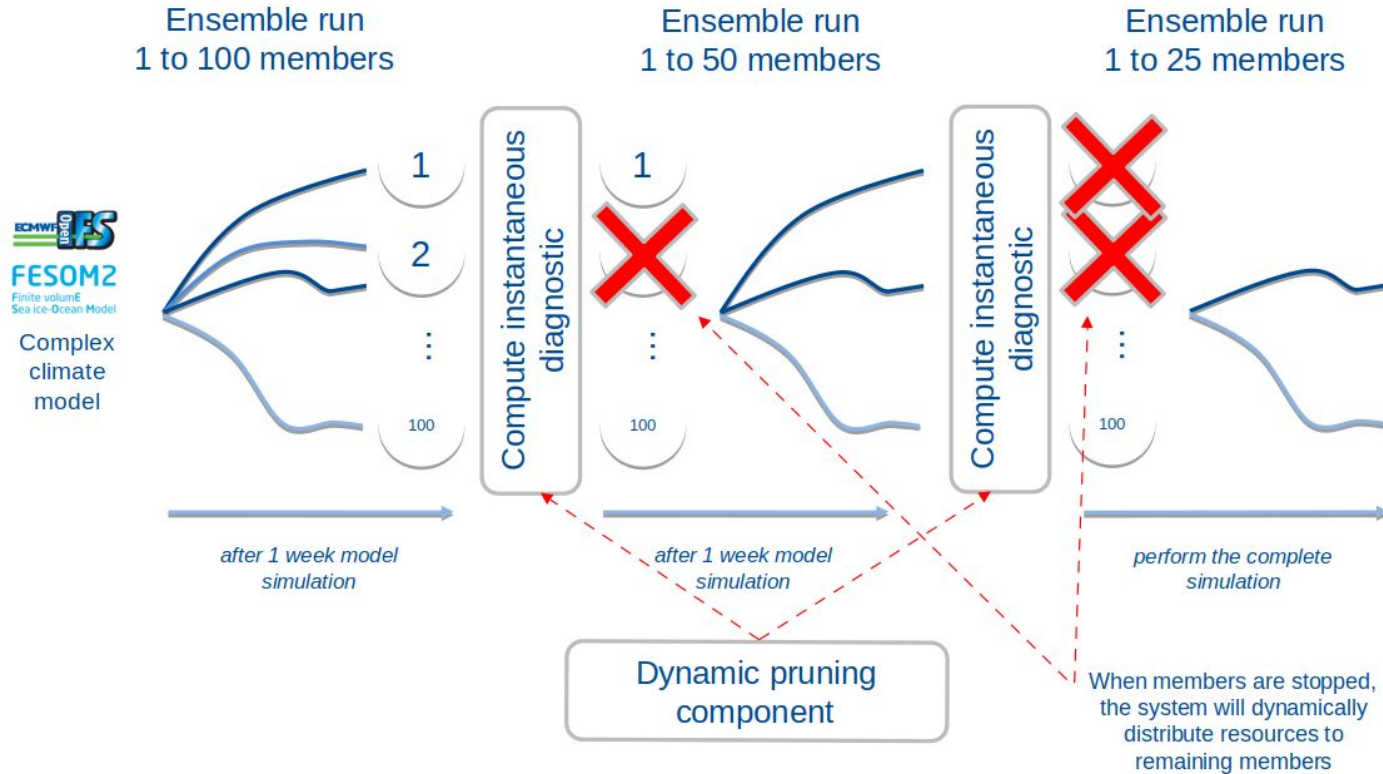 Ensemble run
1 to 100 members
Ensemble run
1 to 50 members
Ensemble run
1 to 25 members
ECMWF
Open
IFS
FESOM2
Finite volumE
Sea ice-Ocean Model
Complex
climate
model
1
2
⋮
100
Compute instantaneous
diagnostic
1
⋮
100
Compute instantaneous
diagnostic
...
100
after 1 week model
simulation
after 1 week model
simulation
perform the complete
simulation
Dynamic pruning
component
When members are stopped,
the system will dynamically
distribute resources to
remaining members